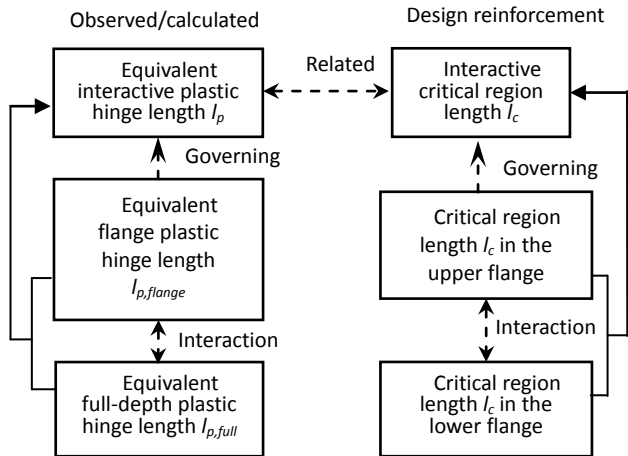 Observed/calculated
Design reinforcement
Equivalent
interactive plastic
hinge length lp
Related
Interactive
critical region
length lc
Governing
Governing
Equivalent
flange plastic
hinge length
lp,flange
Critical region
length lc in the
upper flange
Interaction
Interaction
Equivalent
full-depth plastic
hinge length lp,full
Critical region
length lc in the
lower flange